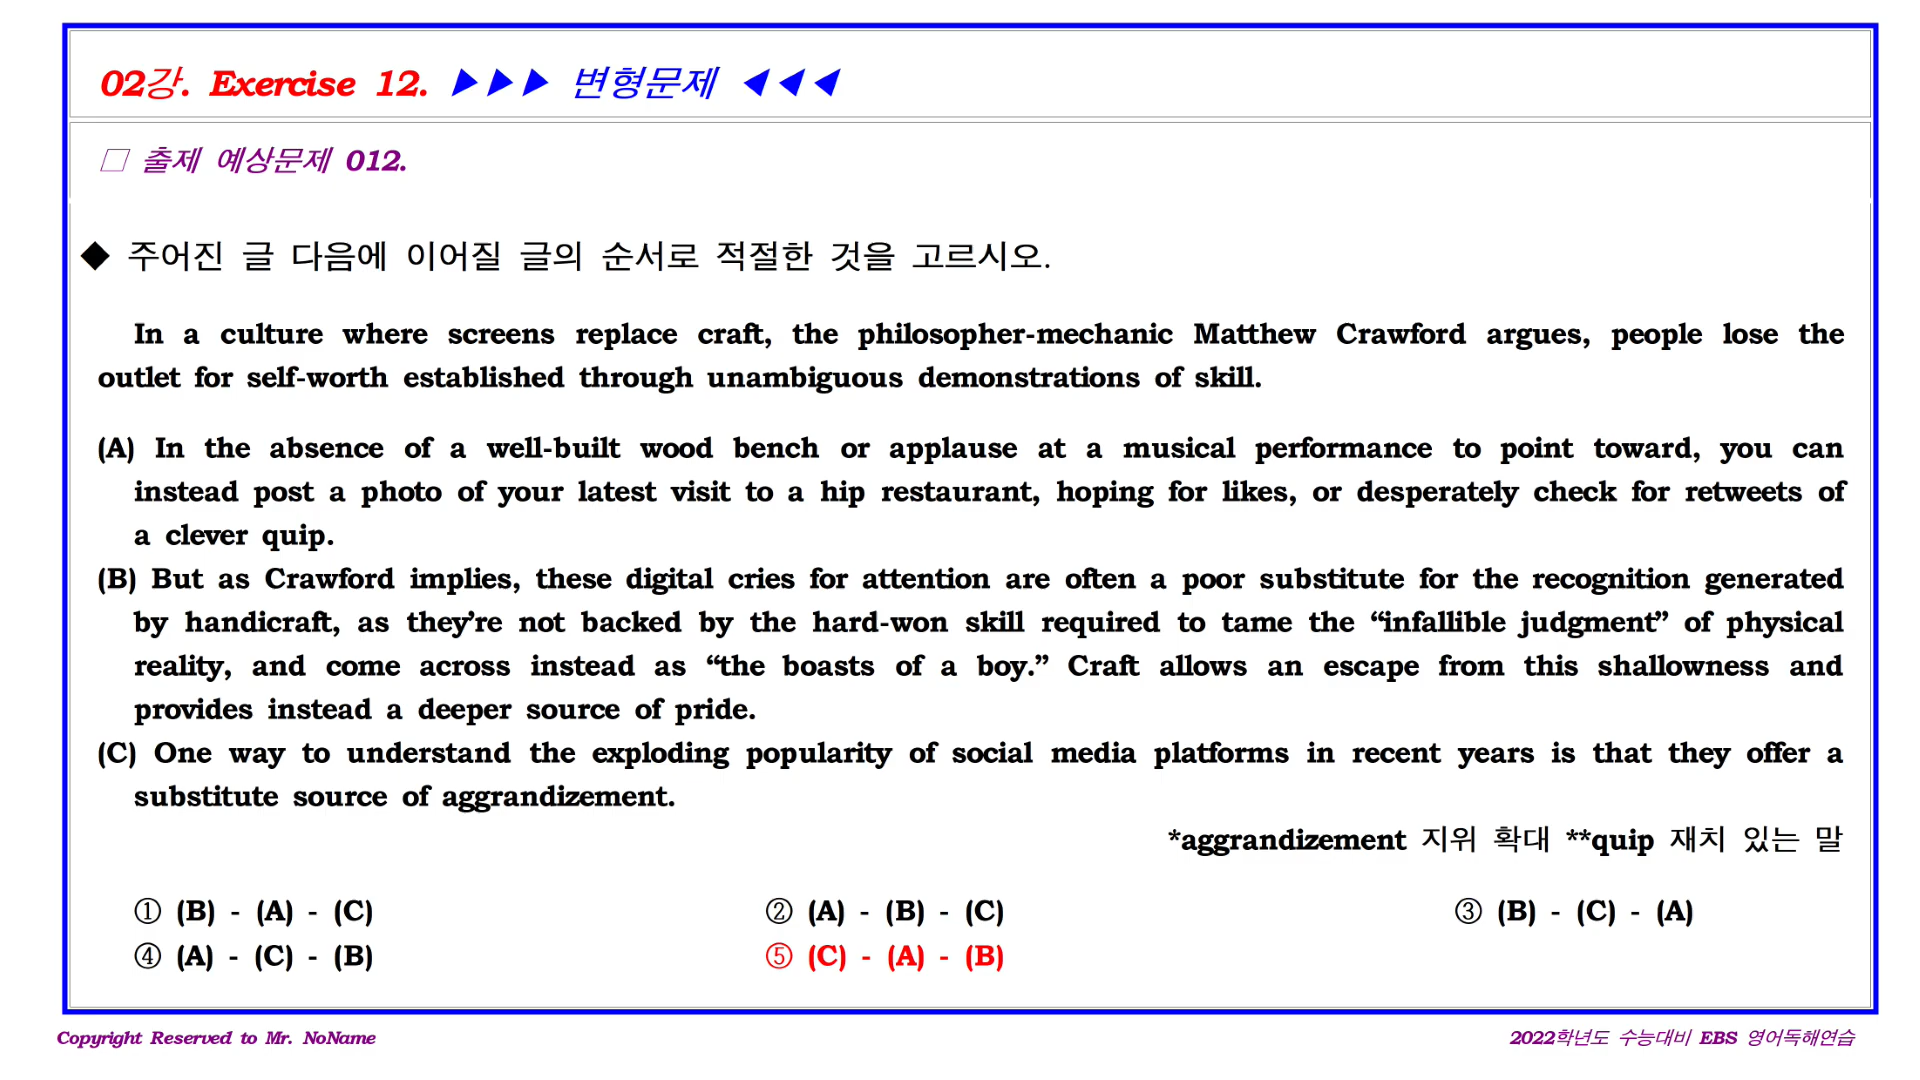 02강. Exercise 12. ▶▶▶ 변형문제 ◀◀◀
□ 출제 예상문제 012.
◆ 주어진 글 다음에 이어질 글의 순서로 적절한 것을 고르시오.
In a culture where screens replace craft, the philosopher-mechanic Matthew Crawford argues, people lose the
outlet for self-worth established through unambiguous demonstrations of skill.
(A) In the absence of a well-built wood bench or applause at a musical performance to point toward, you can
instead post a photo of your latest visit to a hip restaurant, hoping for likes, or desperately check for retweets of
a clever quip.
(B) But as Crawford implies, these digital cries for attention are often a poor substitute for the recognition generated
by handicraft, as they’re not backed by the hard-won skill required to tame the “infallible judgment” of physical
reality, and come across instead as “the boasts of a boy.” Craft allows an escape from this shallowness and
provides instead a deeper source of pride.
(C) One way to understand the exploding popularity of social media platforms in recent years is that they offer a
substitute source of aggrandizement.
*aggrandizement 지위 확대 **quip 재치 있는 말
① (B) - (A) - (C) ② (A) - (B) - (C) ③ (B) - (C) - (A)
④ (A) - (C) - (B) ⑤ (C) - (A) - (B)
Copyright Reserved to Mr. NoName 2022학년도 수능대비 EBS 영어독해연습